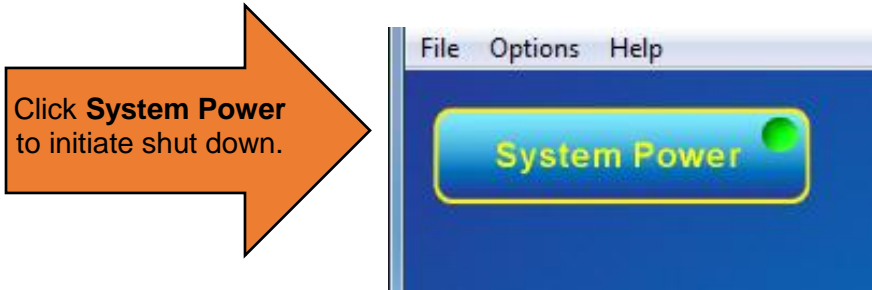 Click System Power
to initiate shut down.
File Options Help
System Power